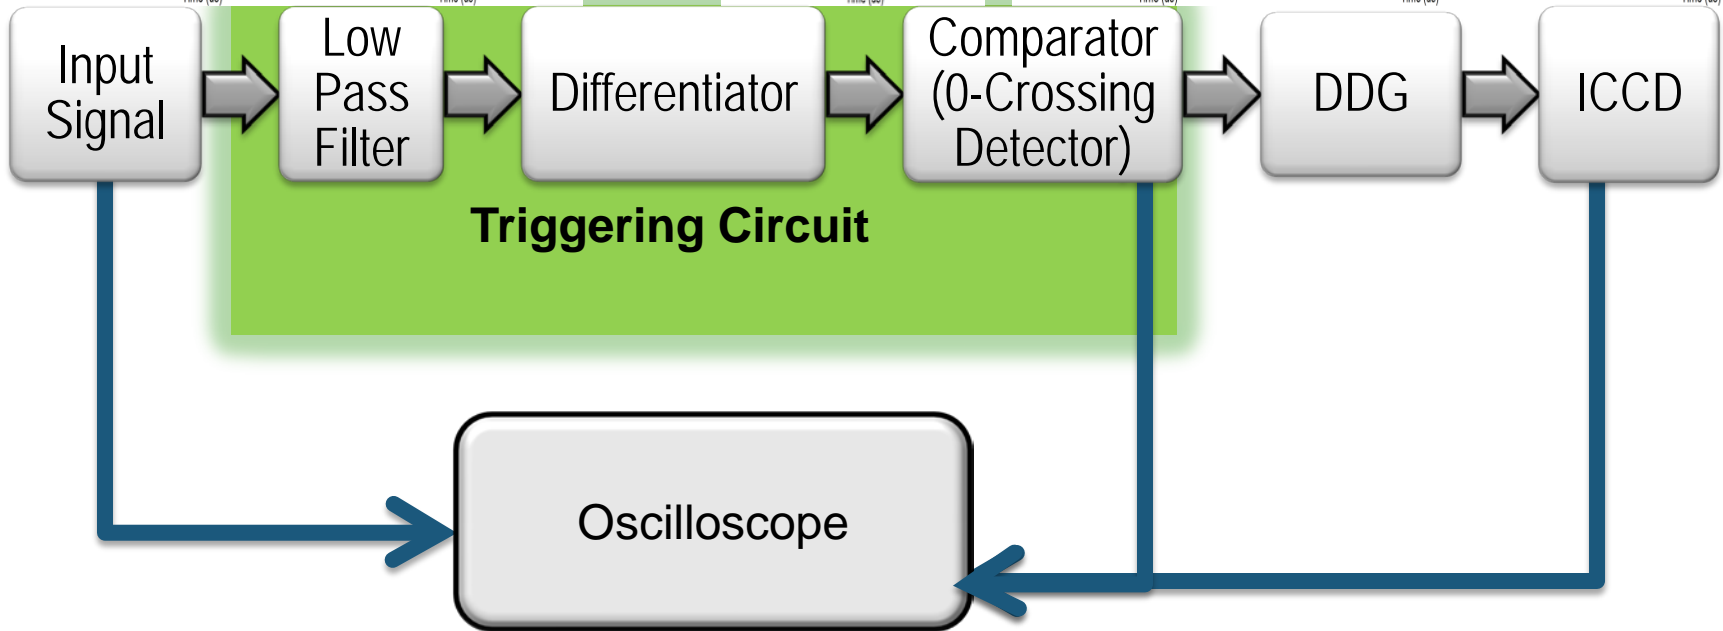 Input
Signal
Low
Pass
Filter
Differentiator
Comparator
(0-Crossing
Detector)
DDG
ICCD
Triggering Circuit
Oscilloscope